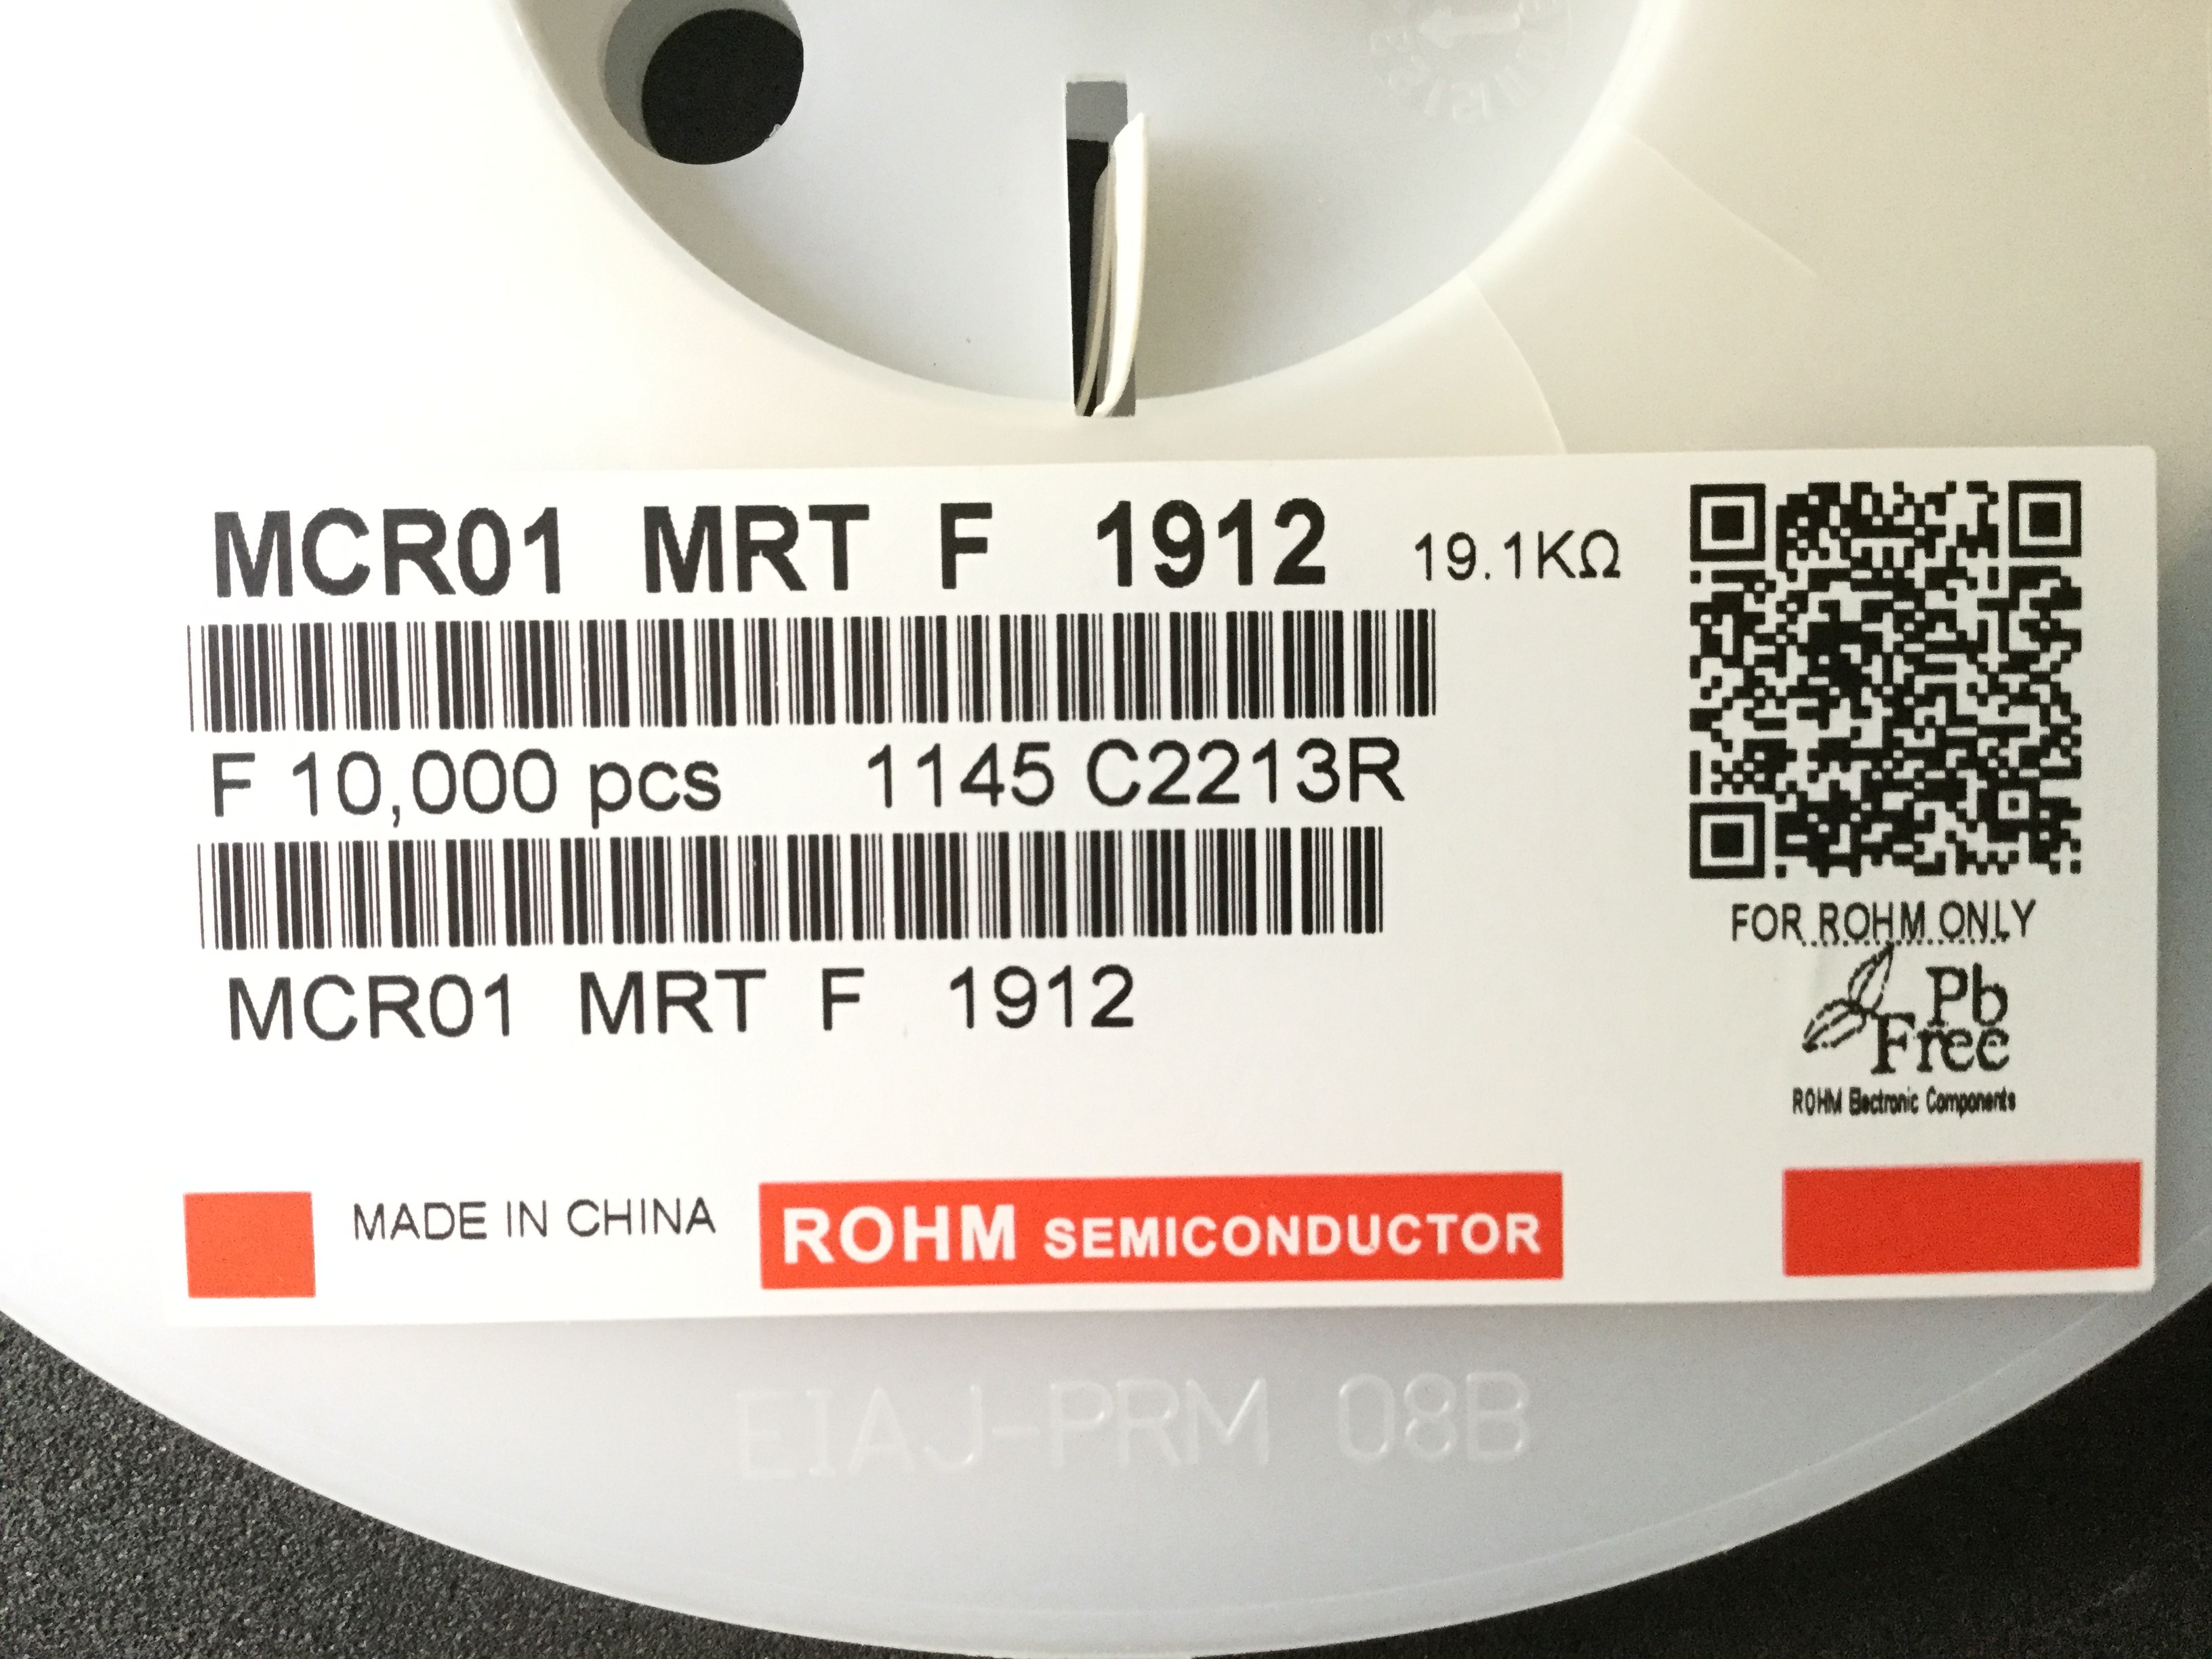 MCR01 MRT F 1912 19.1KΩ
F 10,000 pcs 1145 C2213R
MCR01 MRT F 1912
FOR ROHM ONLY
Pb
Free
ROHM Electronic Components
MADE IN CHINA
ROHM SEMICONDUCTOR
EIAJ-PRM 08B